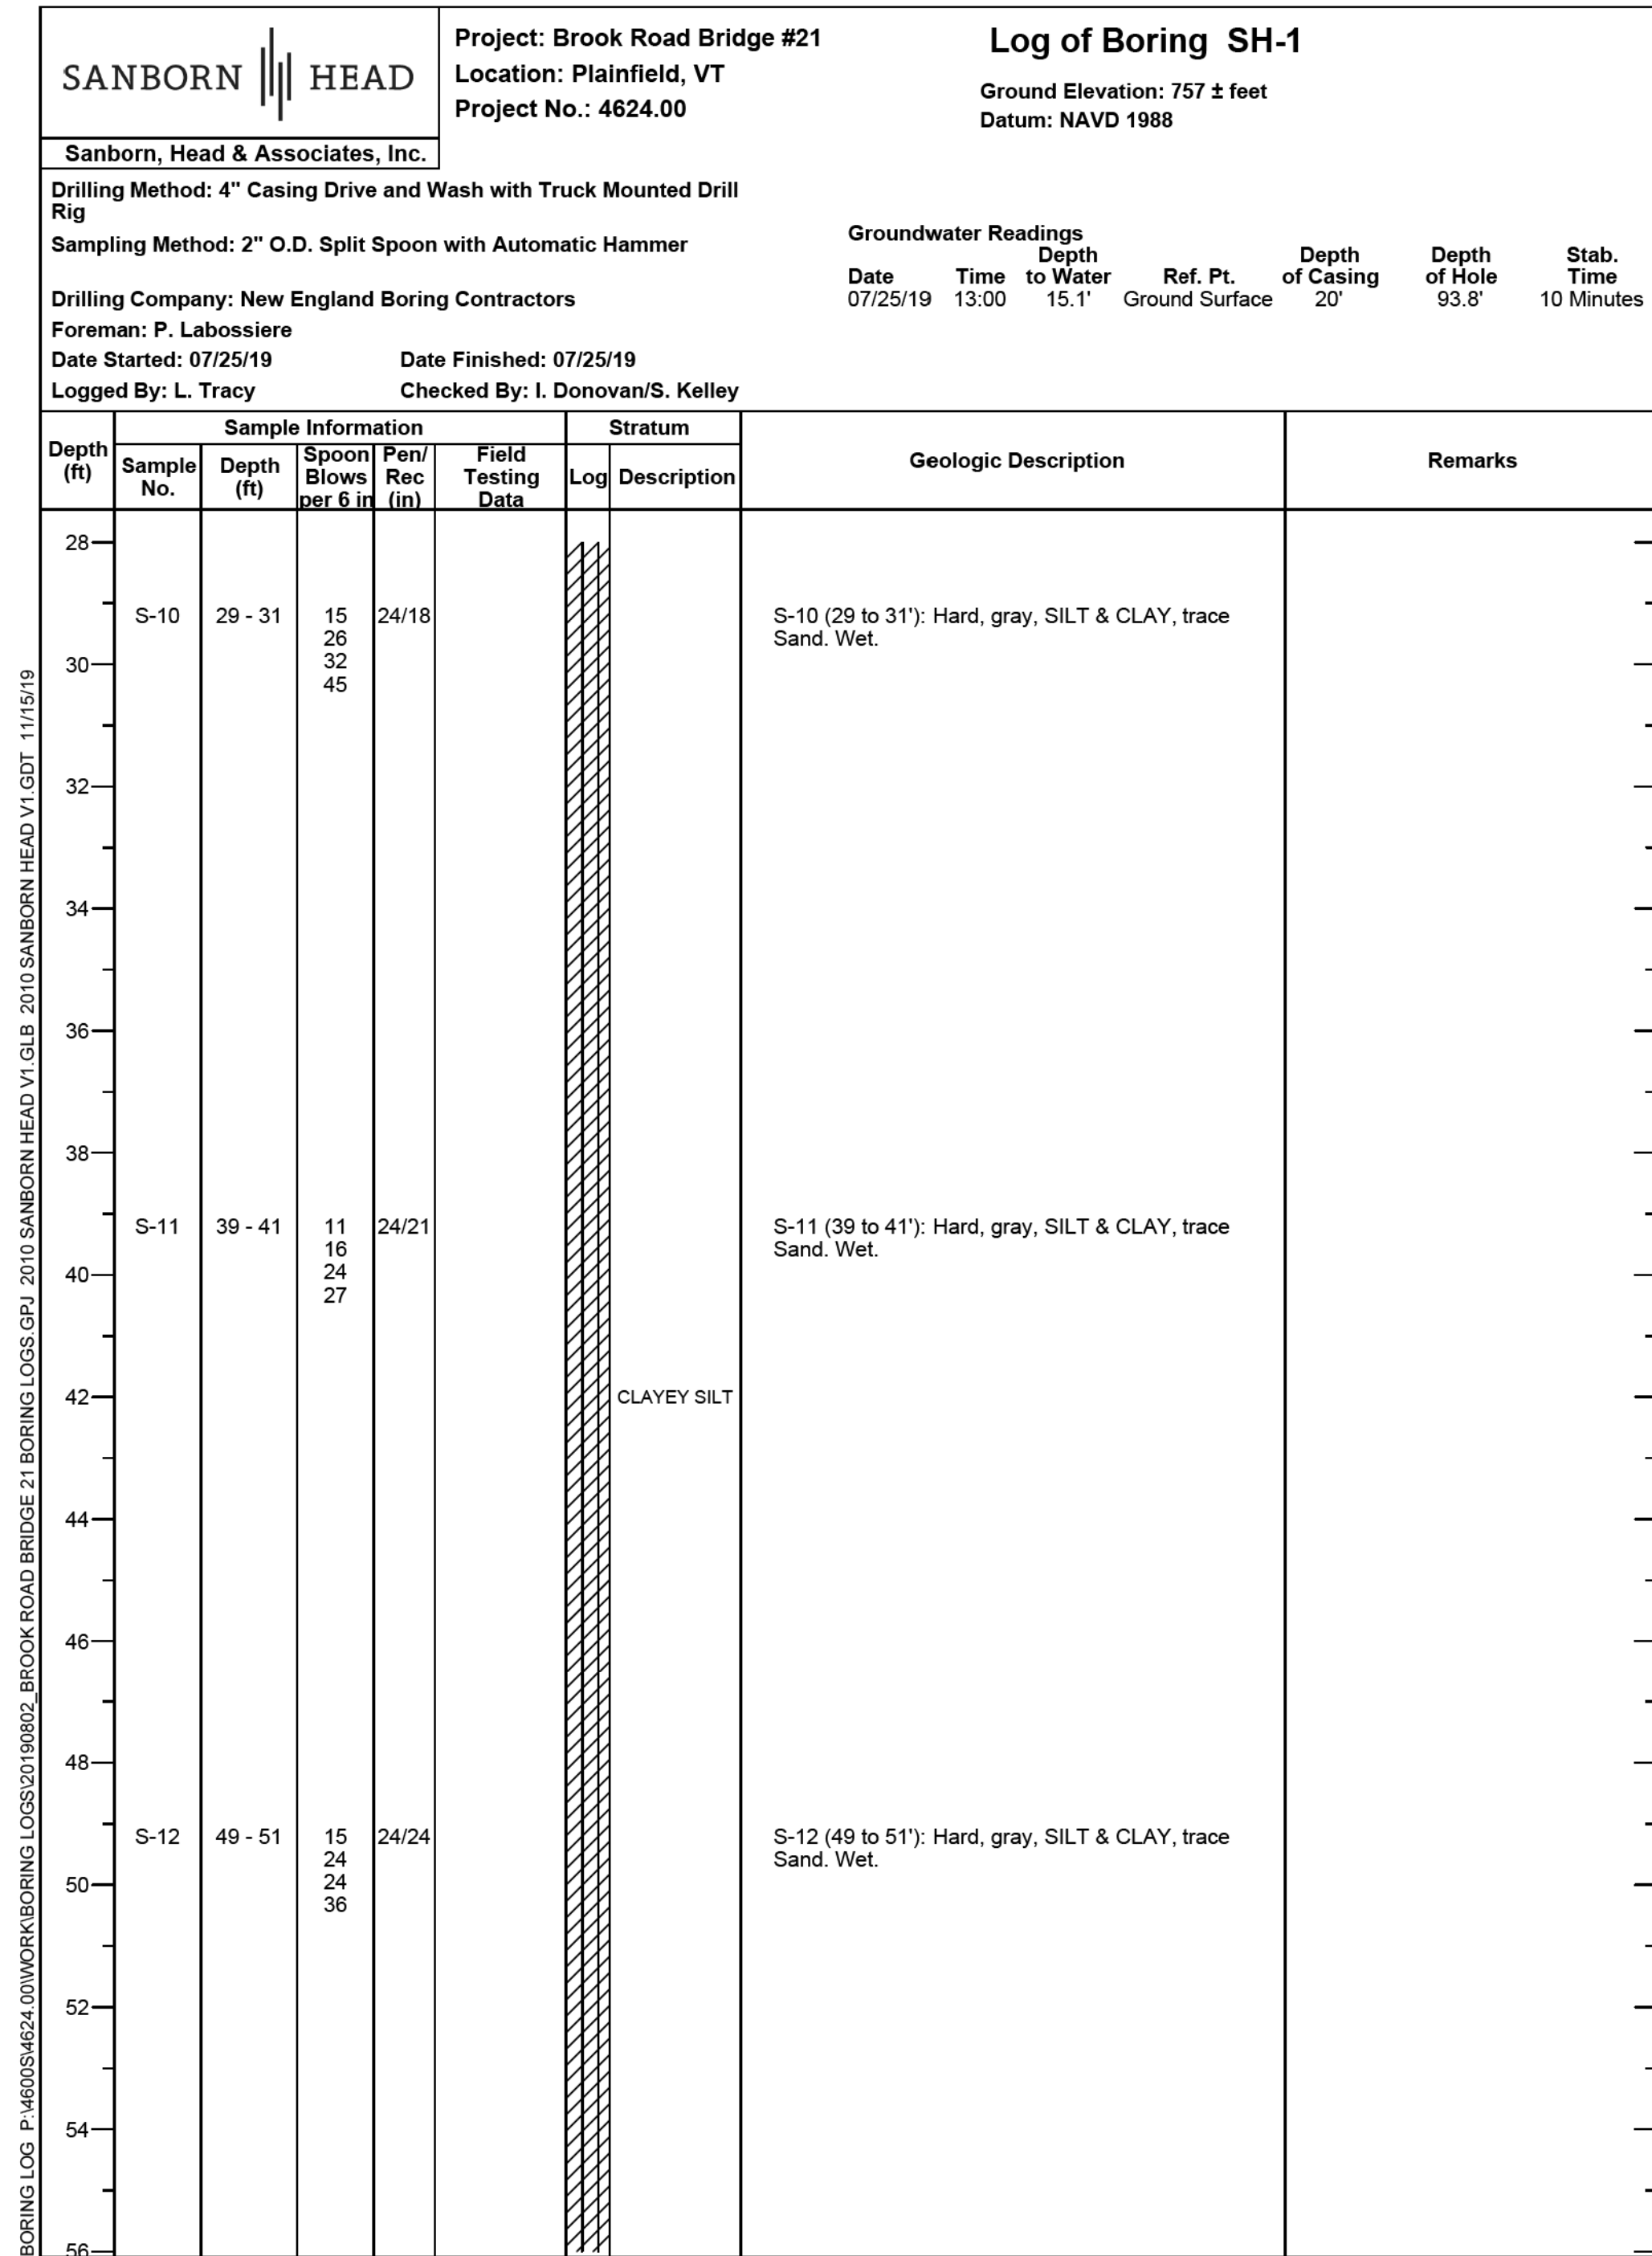 SANBORN HEAD
Sanborn, Head & Associates, Inc.
Project: Brook Road Bridge #21
Location: Plainfield, VT
Project No.: 4624.00
Log of Boring SH-1
Ground Elevation: 757 ± feet
Datum: NAVD 1988
Drilling Method: 4" Casing Drive and Wash with Truck Mounted Drill
Rig
Sampling Method: 2" O.D. Split Spoon with Automatic Hammer
Drilling Company: New England Boring Contractors
Foreman: P. Labossiere
Date Started: 07/25/19 Date Finished: 07/25/19
Logged By: L. Tracy Checked By: I. Donovan/S. Kelley
Groundwater Readings
Date Time Depth to Water Ref. Pt. Depth of Casing Depth of Hole Stab. Time
07/25/19 13:00 15.1' Ground Surface 20' 93.8' 10 Minutes
Depth (ft) Sample Information Stratum Geologic Description Remarks
Sample No. Depth (ft) Spoon Blows per 6 in Pen/ Rec (in) Field Testing Data Log Description
28
S-10 29 - 31 15 24/18 S-10 (29 to 31'): Hard, gray, SILT & CLAY, trace
26 Sand. Wet.
30 32
45
32
34
36
38
S-11 39 - 41 11 24/21 S-11 (39 to 41'): Hard, gray, SILT & CLAY, trace
16 Sand. Wet.
40 24
27
42 CLAYEY SILT
44
46
48
S-12 49 - 51 15 24/24 S-12 (49 to 51'): Hard, gray, SILT & CLAY, trace
24 Sand. Wet.
50 24
36
52
54
56
BORING LOG P:\4600S\4624.00\WORK\BORING LOGS\20190802_BROOK ROAD BRIDGE 21 BORING LOGS.GPJ 2010 SANBORN HEAD V1.GLB 2010 SANBORN HEAD V1.GDT 11/15/19